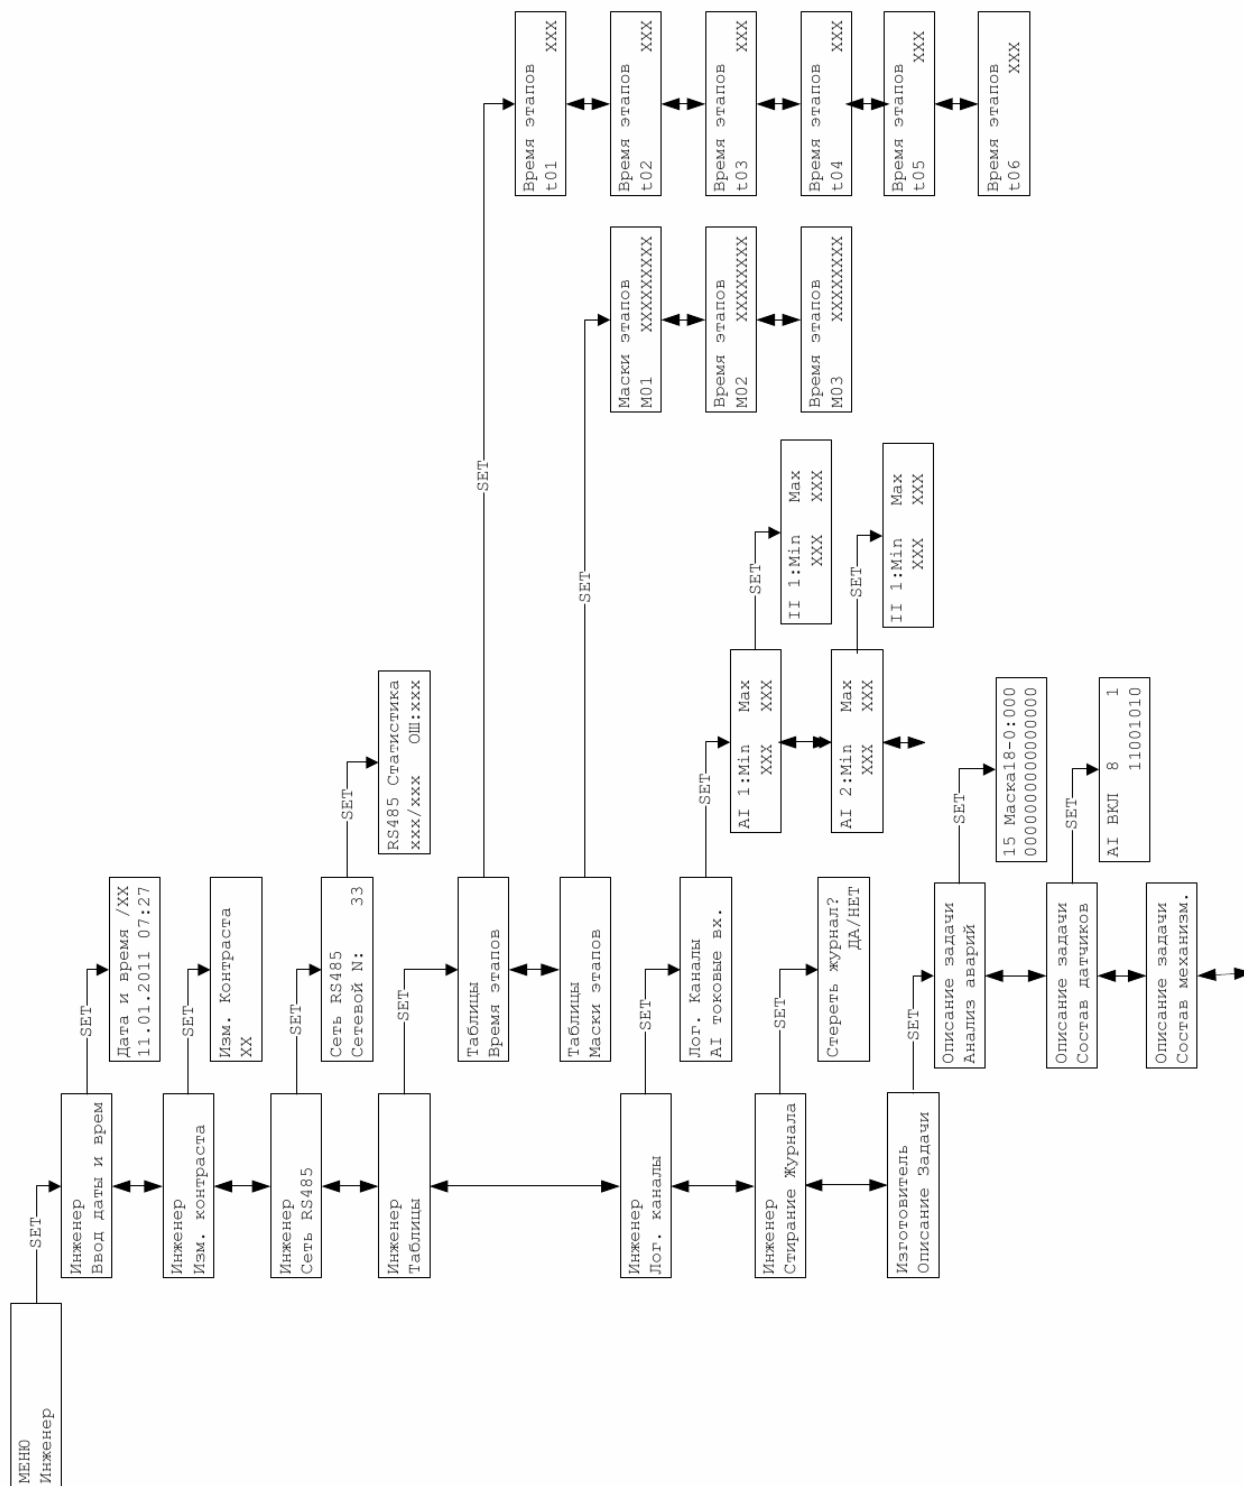 МЕНЮ
Инженер
SET
Инженер
Ввод даты и врем
SET
Дата и время /XX
11.01.2011 07:27
Инженер
Изм. контраста
SET
Изм. Контраста
XX
Инженер
Сеть RS485
SET
Сеть RS485
Сетевой N: 33
SET
RS485 Статистика
xxx/xxx ОШ:xxx
Инженер
Таблицы
SET
Таблицы
Время этапов
SET
Время этапов
t01 XXX
Время этапов
t02 XXX
Время этапов
t03 XXX
Время этапов
t04 XXX
Время этапов
t05 XXX
Время этапов
t06 XXX
Таблицы
Маски этапов
SET
Маски этапов
M01 XXXXXXXXX
Время этапов
M02 XXXXXXXX
Время этапов
M03 XXXXXXXX
Инженер
Лог. каналы
SET
Лог. Каналы
AI токовые вх.
SET
AI 1:Min Max
XXX XXX
SET
II 1:Min Max
XXX XXX
AI 2:Min Max
XXX XXX
SET
II 1:Min Max
XXX XXX
Инженер
Стирание Журнала
SET
Стереть журнал?
ДА/НЕТ
Изготовитель
Описание Задачи
SET
Описание задачи
Анализ аварий
SET
15 Маска18-0:000
0000000000000000
Описание задачи
Состав датчиков
SET
AI ВКЛ 8 1
11001010
Описание задачи
Состав механизм.